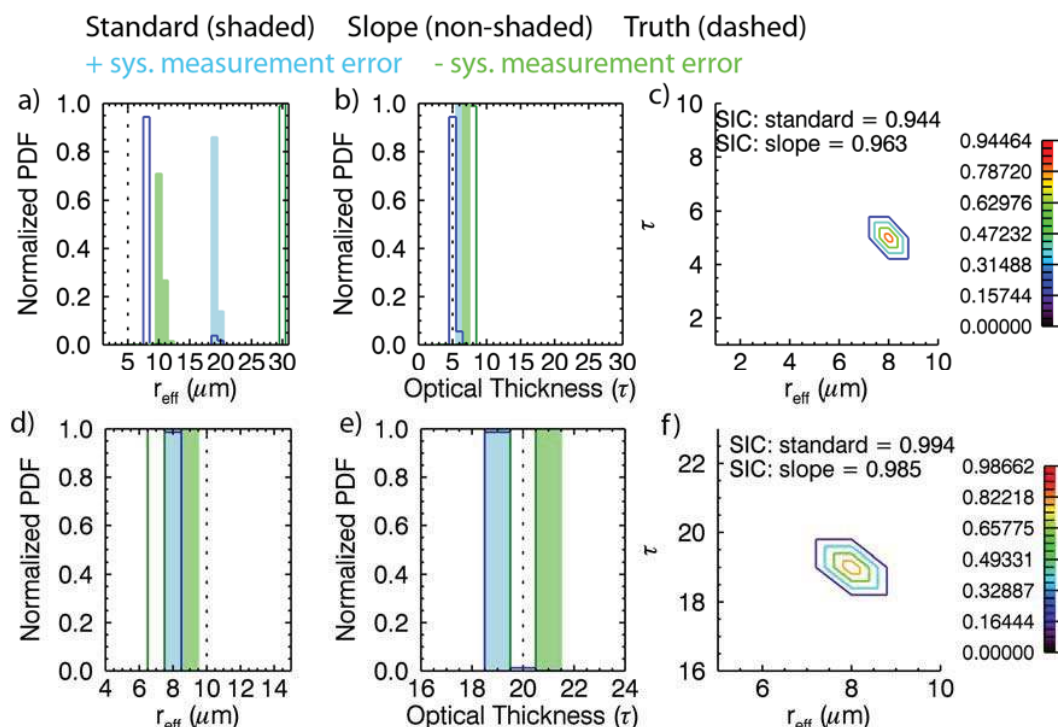 Standard (shaded) Slope (non-shaded) Truth (dashed)
+ sys. measurement error - sys. measurement error
a) b) c)
1.0
0.8
0.6
0.4
0.2
0.0
Normalized PDF
5 10 15 20 25 30
r_eff (μm)
1.0
0.8
0.6
0.4
0.2
0.0
Normalized PDF
0 5 10 15 20 25 30
Optical Thickness (τ)
10
8
6
4
2
τ
SIC: standard = 0.944
SIC: slope = 0.963
2 4 6 8 10
r_eff (μm)
0.94464
0.78720
0.62976
0.47232
0.31488
0.15744
0.00000
d) e) f)
1.0
0.8
0.6
0.4
0.2
0.0
Normalized PDF
4 6 8 10 12 14
r_eff (μm)
1.0
0.8
0.6
0.4
0.2
0.0
Normalized PDF
16 18 20 22 24
Optical Thickness (τ)
22
20
18
16
τ
SIC: standard = 0.994
SIC: slope = 0.985
6 8 10
r_eff (μm)
0.98662
0.82218
0.65775
0.49331
0.32887
0.16444
0.00000